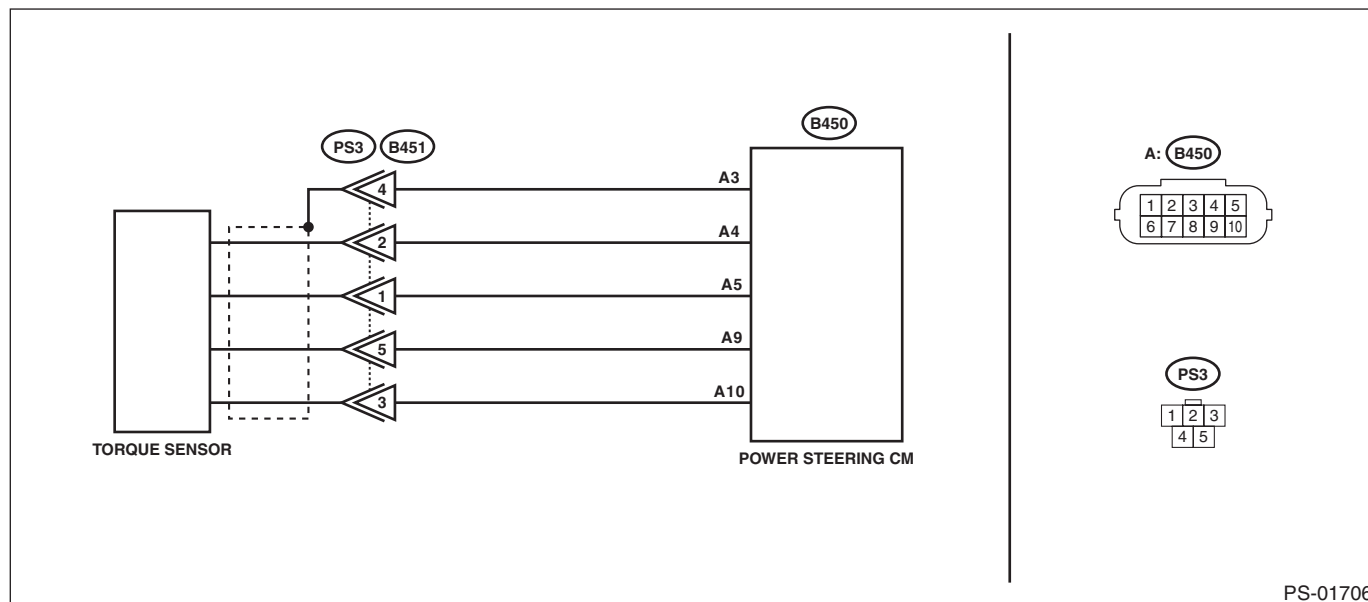 B450
PS3 B451
A: B450
4 A3
1 2 3 4 5
6 7 8 9 10
2 A4
1 A5
5 A9
PS3
3 A10
1 2 3
4 5
TORQUE SENSOR
POWER STEERING CM
PS-01706